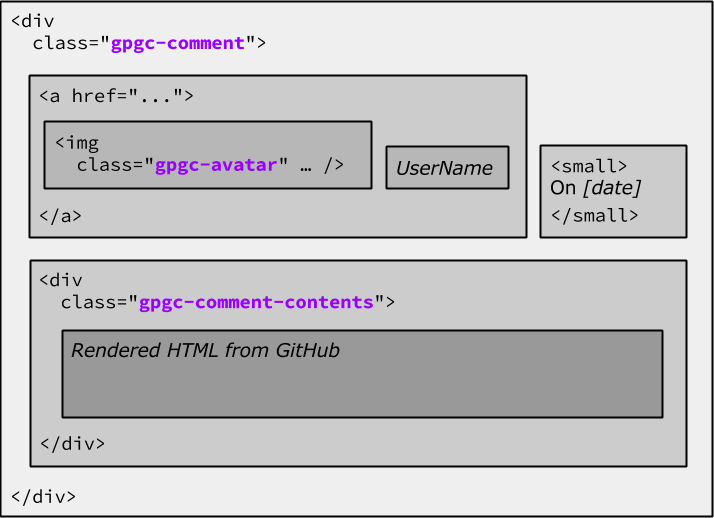 <div
class="gpgc-comment">
<a href="...">
<img
class="gpgc-avatar" … />
UserName
</a>
<small>
On [date]
</small>
<div
class="gpgc-comment-contents">
Rendered HTML from GitHub
</div>
</div>